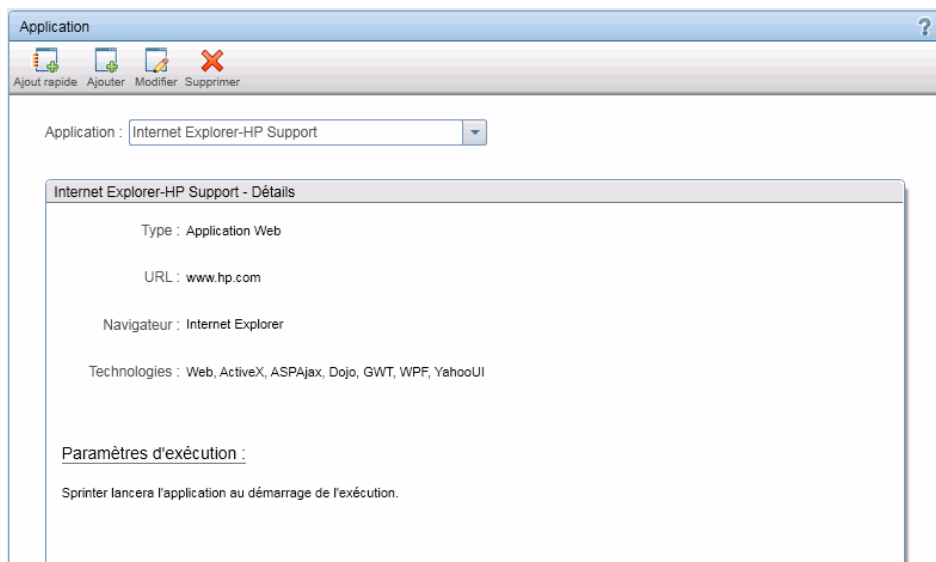 Application
?
Ajout rapide Ajouter Modifier Supprimer
Application : Internet Explorer-HP Support
Internet Explorer-HP Support - Détails
Type : Application Web
URL : www.hp.com
Navigateur : Internet Explorer
Technologies : Web, ActiveX, ASPAjax, Dojo, GWT, WPF, YahooUI
Paramètres d'exécution :
Sprinter lancera l'application au démarrage de l'exécution.